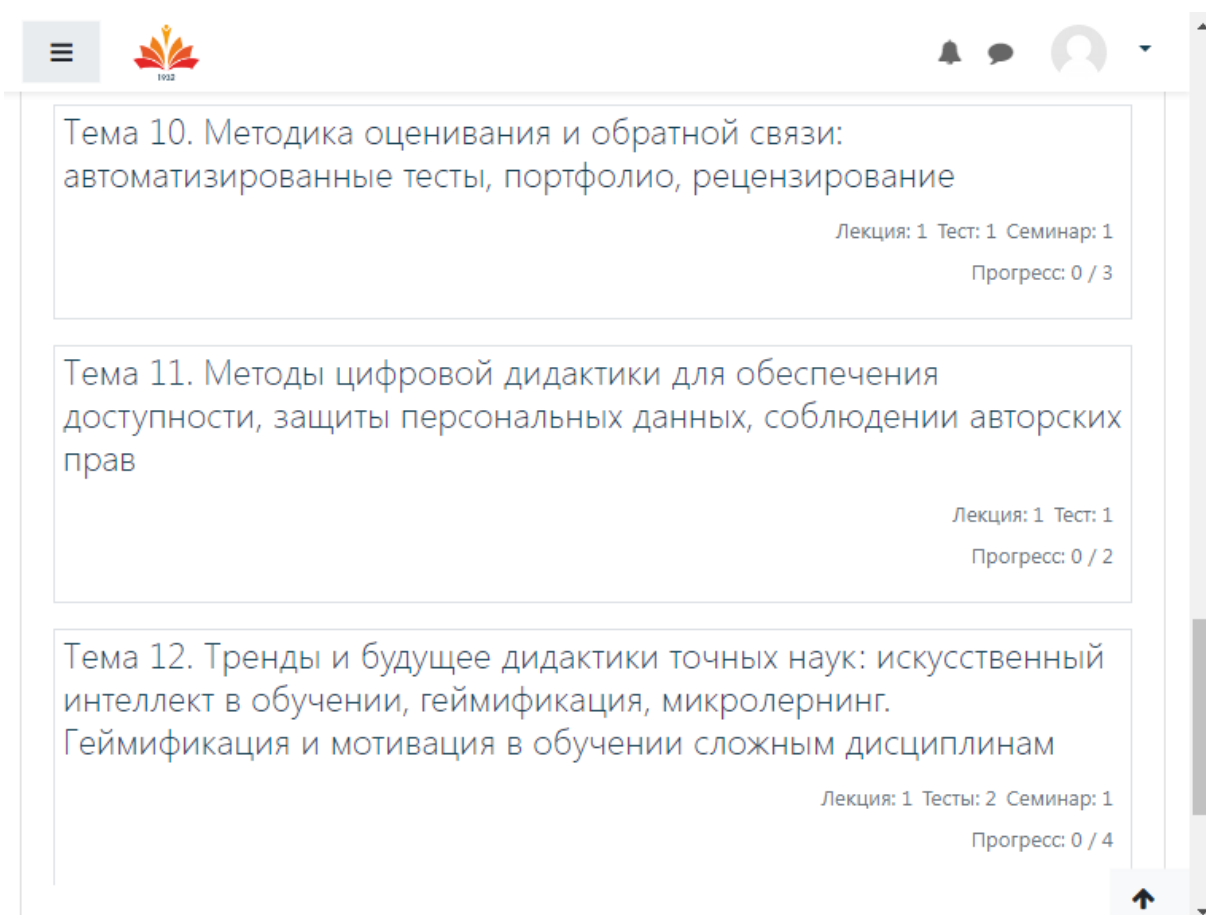 1932
Тема 10. Методика оценивания и обратной связи:
автоматизированные тесты, портфолио, рецензирование
Лекция: 1 Тест: 1 Семинар: 1
Прогресс: 0 / 3
Тема 11. Методы цифровой дидактики для обеспечения
доступности, защиты персональных данных, соблюдении авторских
прав
Лекция: 1 Тест: 1
Прогресс: 0 / 2
Тема 12. Тренды и будущее дидактики точных наук: искусственный
интеллект в обучении, геймификация, микролернинг.
Геймификация и мотивация в обучении сложным дисциплинам
Лекция: 1 Тесты: 2 Семинар: 1
Прогресс: 0 / 4